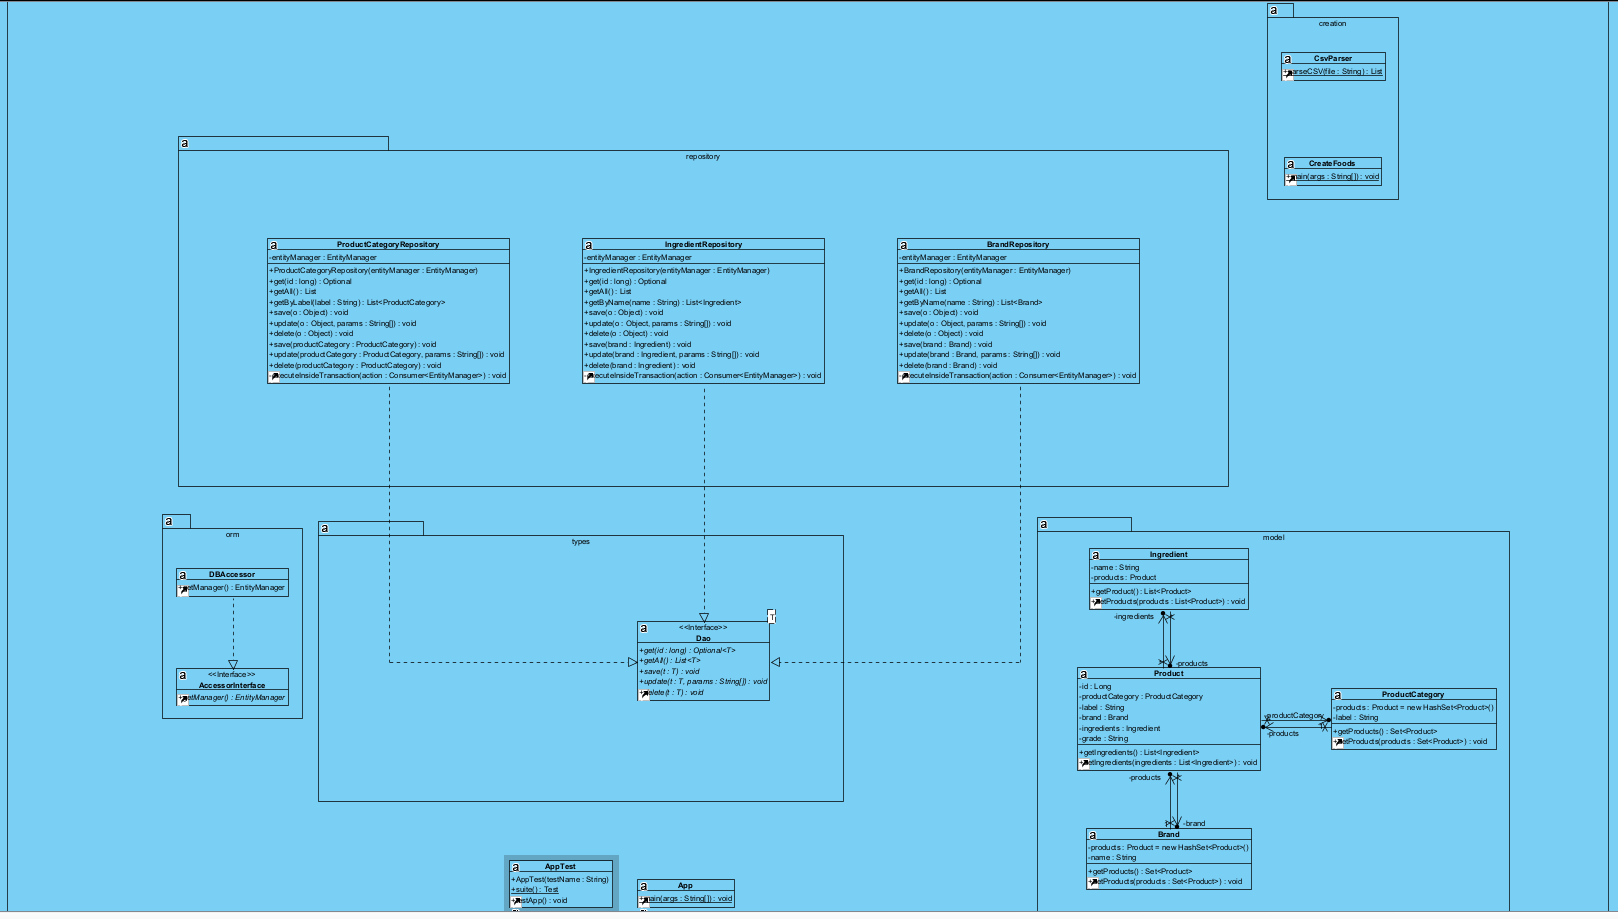 a
creation
a CsvParser
parseCSV(file : String) : List
a CreateFoods
main(args : String[]) : void
a
repository
a ProductCategoryRepository
-entityManager : EntityManager
+ProductCategoryRepository(entityManager : EntityManager)
+get(id : long) : Optional
+getAll() : List
+getByLabel(label : String) : List<ProductCategory>
+save(o : Object) : void
+update(o : Object, params : String[]) : void
+delete(o : Object) : void
+save(productCategory : ProductCategory) : void
+update(productCategory : ProductCategory, params : String[]) : void
+delete(productCategory : ProductCategory) : void
-executeInsideTransaction(action : Consumer<EntityManager>) : void
a IngredientRepository
-entityManager : EntityManager
+IngredientRepository(entityManager : EntityManager)
+get(id : long) : Optional
+getAll() : List
+getByName(name : String) : List<Ingredient>
+save(o : Object) : void
+update(o : Object, params : String[]) : void
+delete(o : Object) : void
+save(brand : Ingredient) : void
+update(brand : Ingredient, params : String[]) : void
+delete(brand : Ingredient) : void
-executeInsideTransaction(action : Consumer<EntityManager>) : void
a BrandRepository
-entityManager : EntityManager
+BrandRepository(entityManager : EntityManager)
+get(id : long) : Optional
+getAll() : List
+getByName(name : String) : List<Brand>
+save(o : Object) : void
+update(o : Object, params : String[]) : void
+delete(o : Object) : void
+save(brand : Brand) : void
+update(brand : Brand, params : String[]) : void
+delete(brand : Brand) : void
-executeInsideTransaction(action : Consumer<EntityManager>) : void
a
orm
a DBAccessor
+getManager() : EntityManager
a <<Interface>>
AccessorInterface
+getManager() : EntityManager
a
types
T
a <<Interface>>
Dao
+get(id : long) : Optional<T>
+getAll() : List<T>
+save(t : T) : void
+update(t : T, params : String[]) : void
+delete(t : T) : void
a
model
a Ingredient
-name : String
-products : Product
+getProduct() : List<Product>
+setProducts(products : List<Product>) : void
-ingredients
-products
a Product
-id : Long
-productCategory : ProductCategory
-label : String
-brand : Brand
-ingredients : Ingredient
-grade : String
+getIngredients() : List<Ingredient>
+setIngredients(ingredients : List<Ingredient>) : void
-productCategory
-products
a ProductCategory
-products : Product = new HashSet<Product>()
-label : String
+getProducts() : Set<Product>
+setProducts(products : Set<Product>) : void
-products
-brand
a Brand
-products : Product = new HashSet<Product>()
-name : String
+getProducts() : Set<Product>
+setProducts(products : Set<Product>) : void
a AppTest
+AppTest(testName : String)
+suite() : Test
+testApp() : void
a App
+main(args : String[]) : void